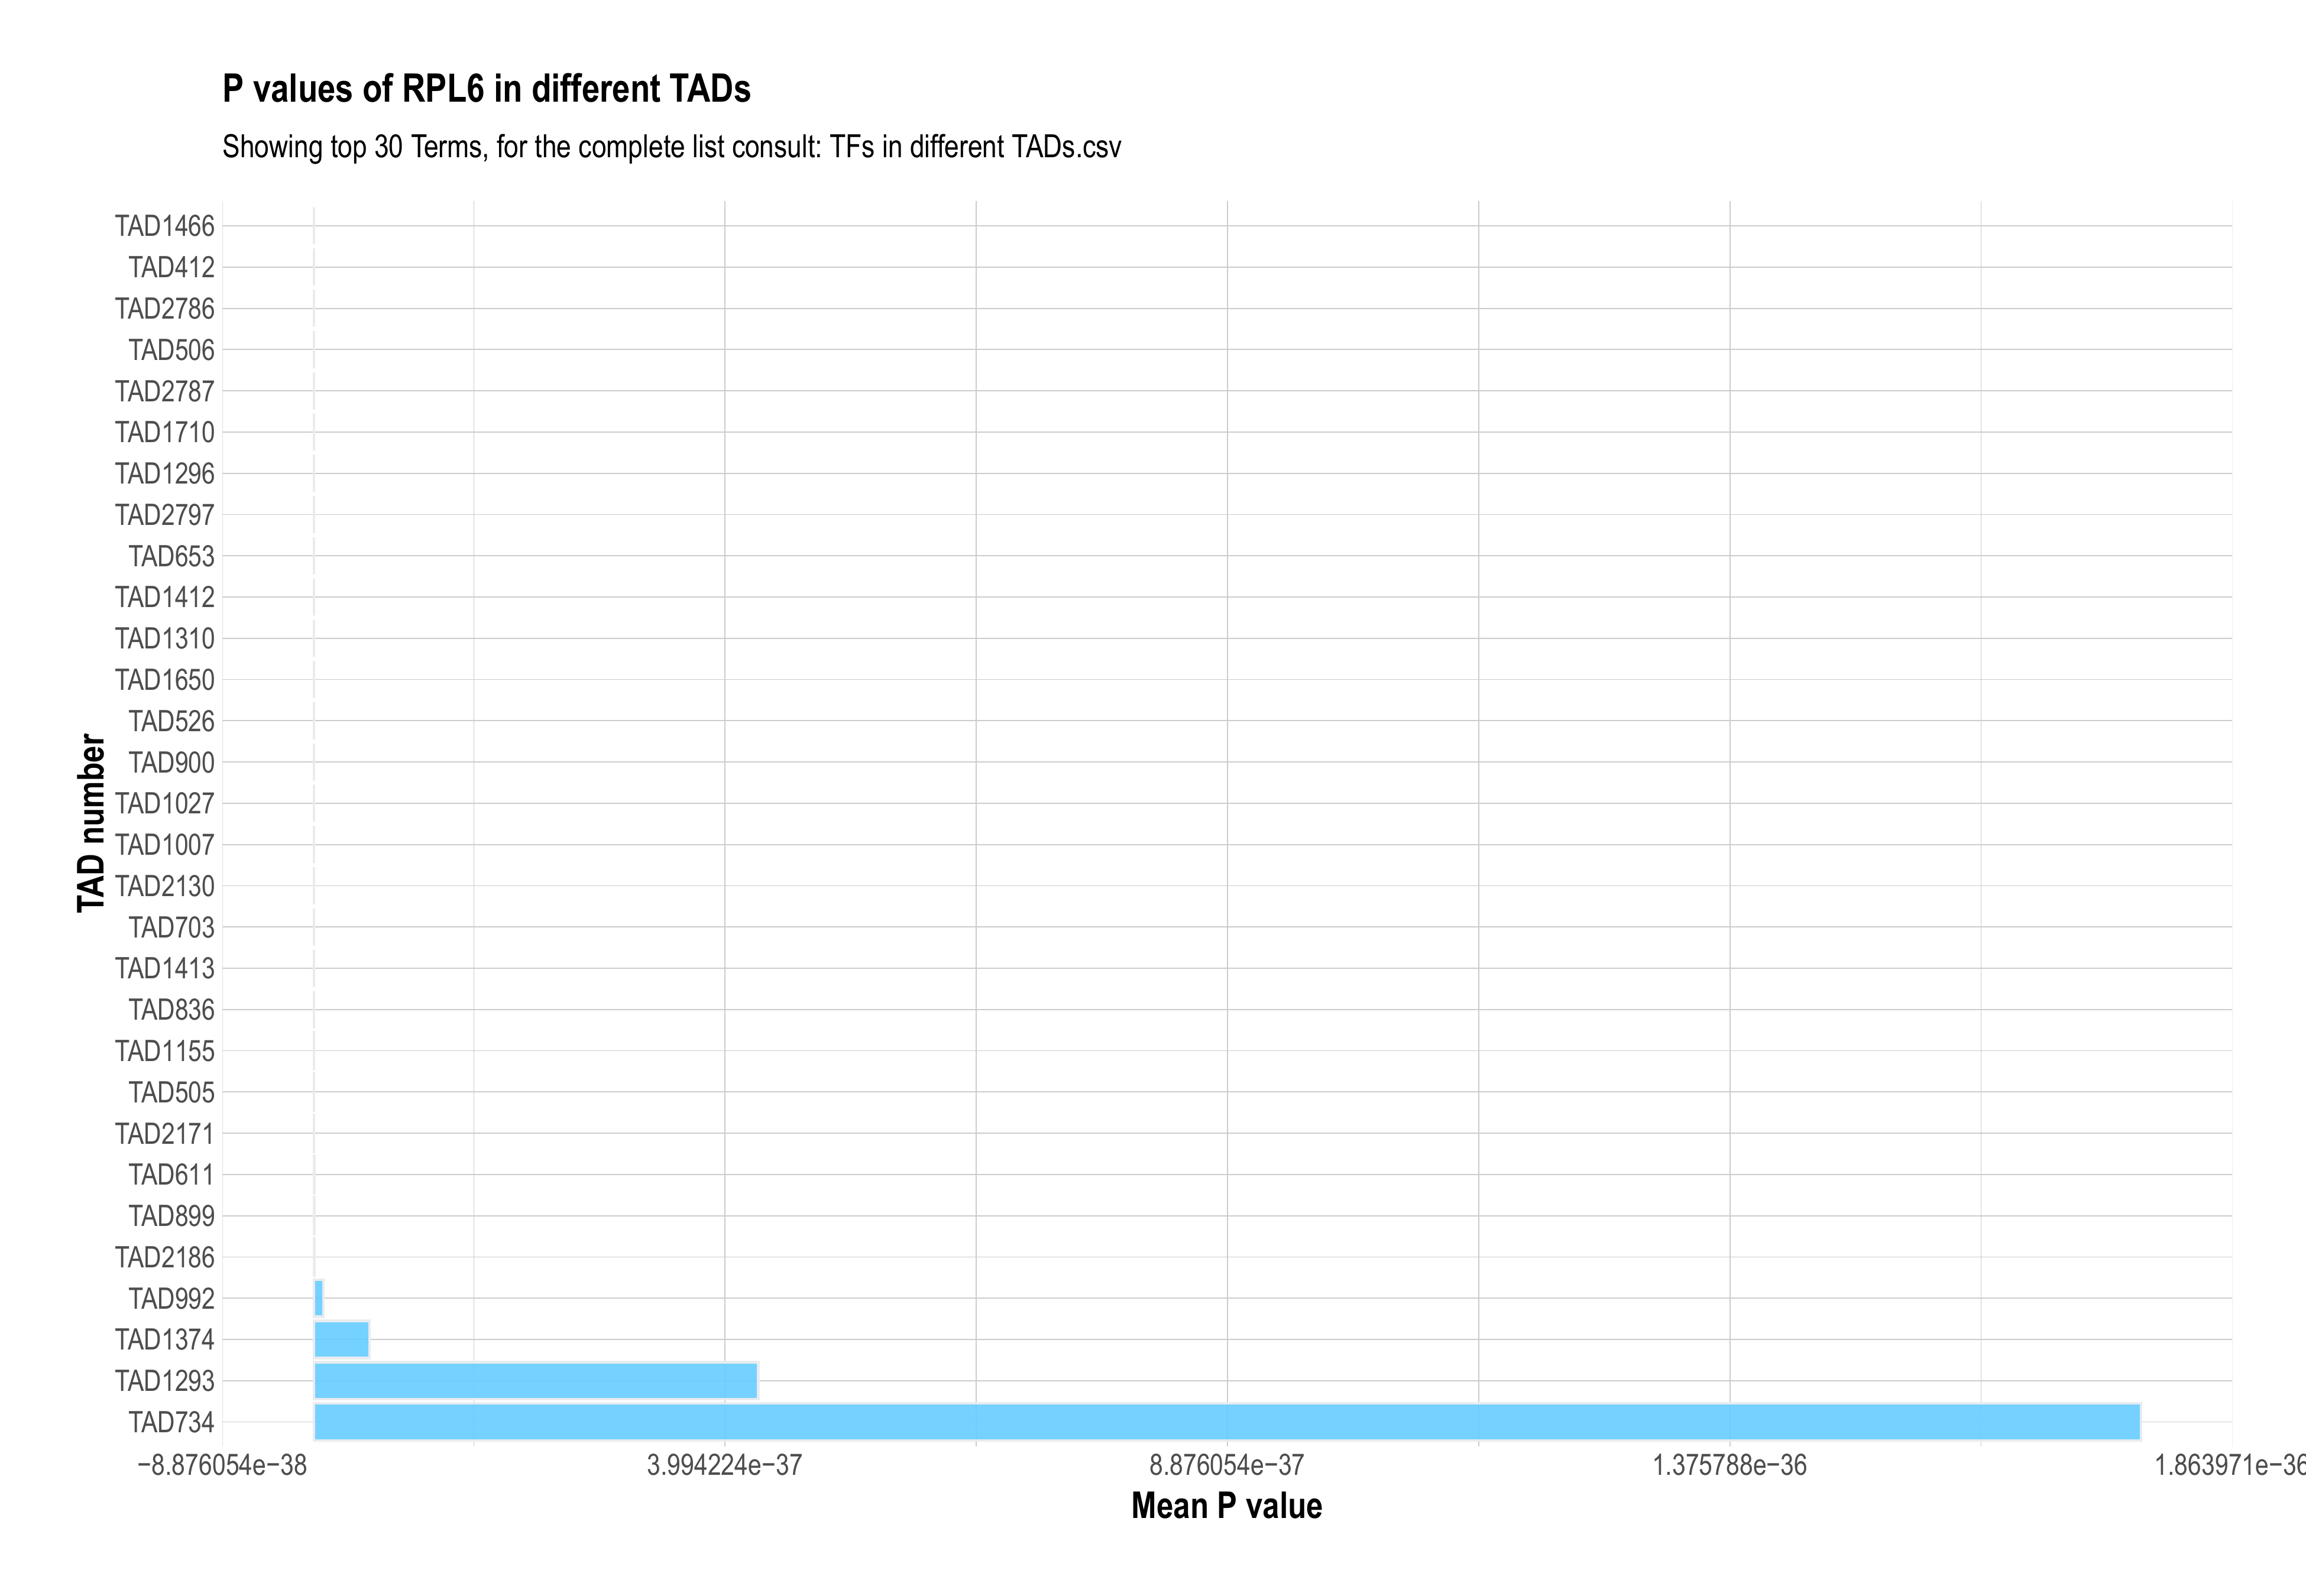 P values of RPL6 in different TADs
Showing top 30 Terms, for the complete list consult: TFs in different TADs.csv
TAD number
TAD1466
TAD412
TAD2786
TAD506
TAD2787
TAD1710
TAD1296
TAD2797
TAD653
TAD1412
TAD1310
TAD1650
TAD526
TAD900
TAD1027
TAD1007
TAD2130
TAD703
TAD1413
TAD836
TAD1155
TAD505
TAD2171
TAD611
TAD899
TAD2186
TAD992
TAD1374
TAD1293
TAD734
−8.876054e−38 3.994224e−37 8.876054e−37 1.375788e−36 1.863971e−36
Mean P value